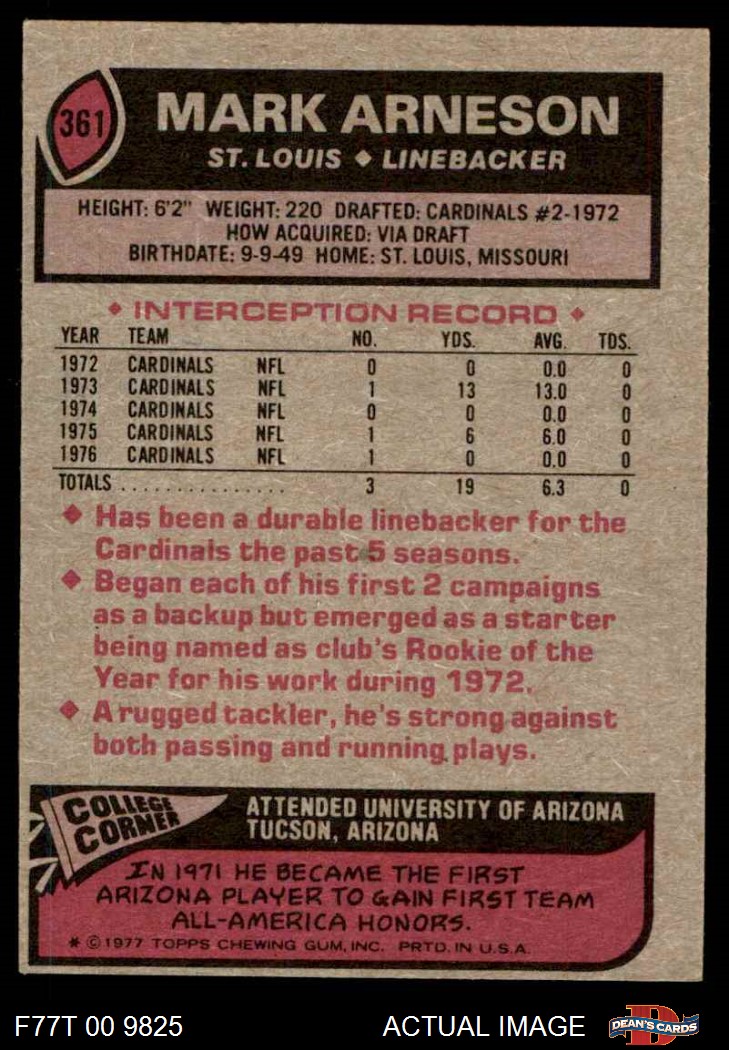 361
MARK ARNESON
ST. LOUIS ♦ LINEBACKER
HEIGHT: 6'2" WEIGHT: 220 DRAFTED: CARDINALS #2-1972
HOW ACQUIRED: VIA DRAFT
BIRTHDATE: 9-9-49 HOME: ST. LOUIS, MISSOURI
♦ INTERCEPTION RECORD ♦
YEAR TEAM NO. YDS. AVG. TDS.
1972 CARDINALS NFL 0 0 0.0 0
1973 CARDINALS NFL 1 13 13.0 0
1974 CARDINALS NFL 0 0 0.0 0
1975 CARDINALS NFL 1 6 6.0 0
1976 CARDINALS NFL 1 0 0.0 0
TOTALS ............... 3 19 6.3 0
♦ Has been a durable linebacker for the
Cardinals the past 5 seasons.
♦ Began each of his first 2 campaigns
as a backup but emerged as a starter
being named as club's Rookie of the
Year for his work during 1972.
♦ A rugged tackler, he's strong against
both passing and running plays.
COLLEGE
CORNER
ATTENDED UNIVERSITY OF ARIZONA
TUCSON, ARIZONA
IN 1971 HE BECAME THE FIRST
ARIZONA PLAYER TO GAIN FIRST TEAM
ALL-AMERICA HONORS.
* © 1977 TOPPS CHEWING GUM, INC. PRTD. IN U.S.A.
F77T 00 9825 ACTUAL IMAGE
D
DEAN'S CARDS